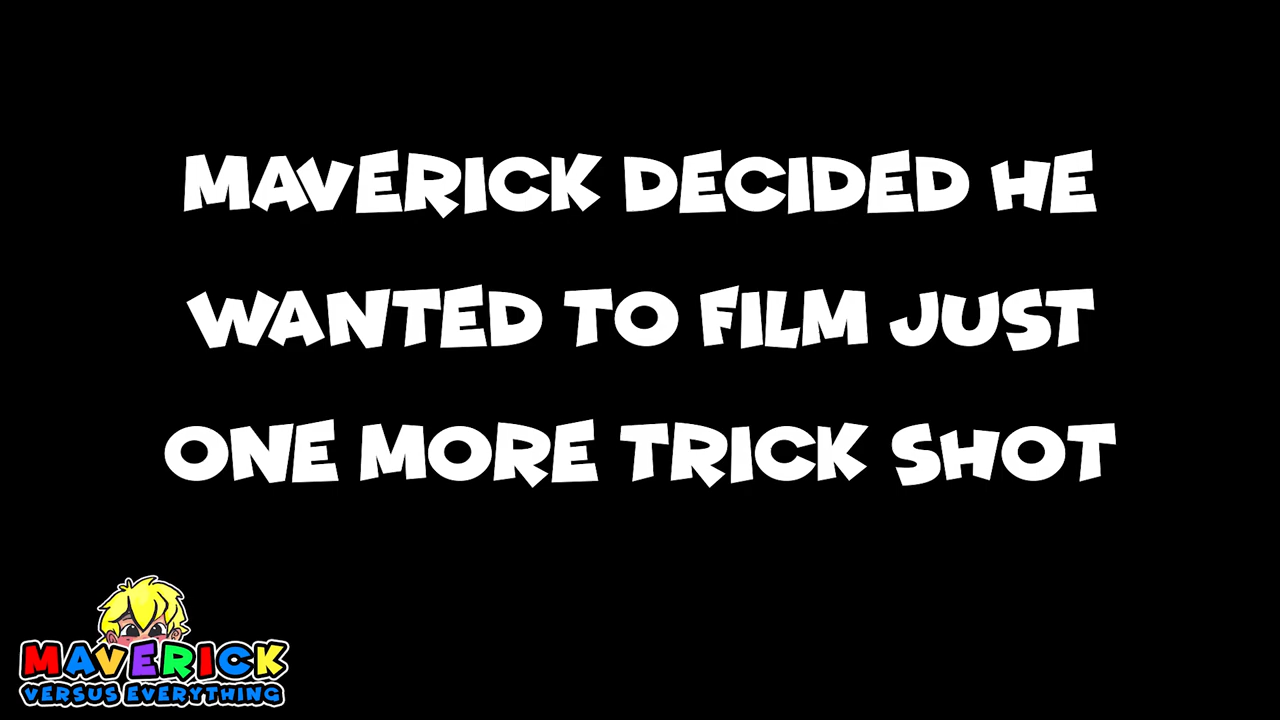 MAVERICK DECIDED HE
WANTED TO FILM JUST
ONE MORE TRICK SHOT
MAVERICK
VERSUS EVERYTHING